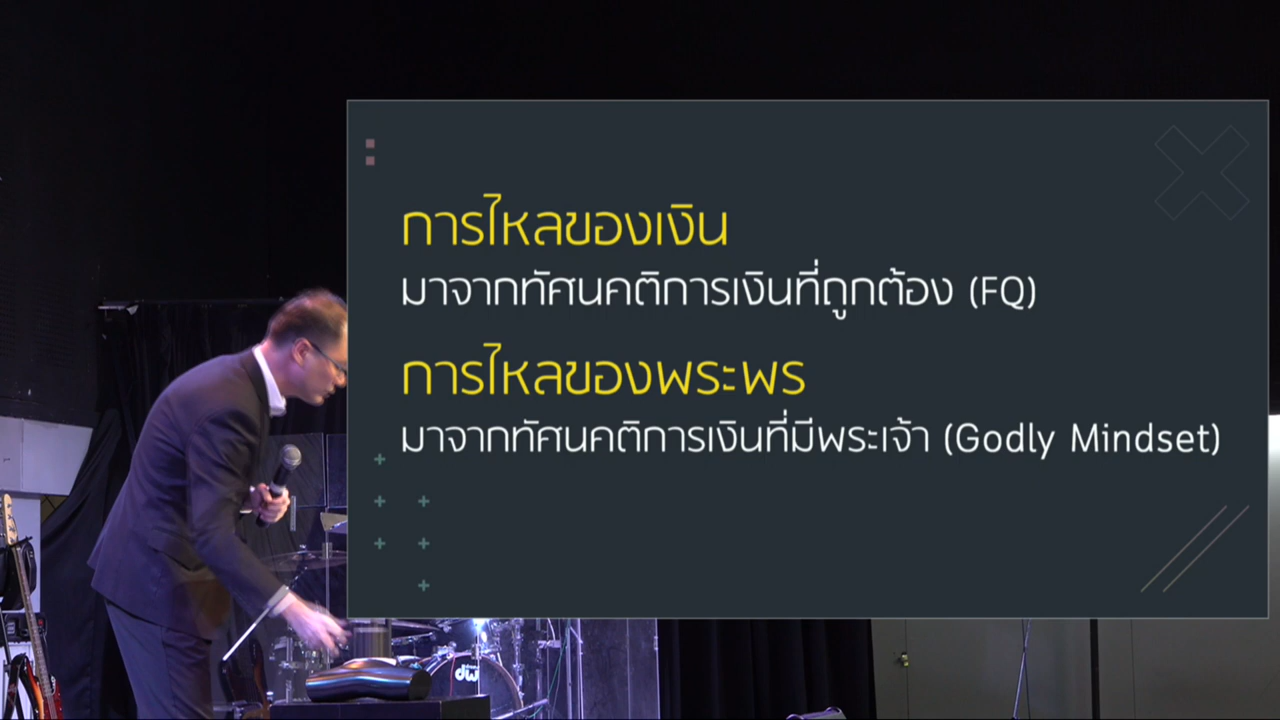 การไหลของเงิน
มาจากทัศนคติการเงินที่ถูกต้อง (FQ)
การไหลของพระพร
มาจากทัศนคติการเงินที่มีพระเจ้า (Godly Mindset)
dw